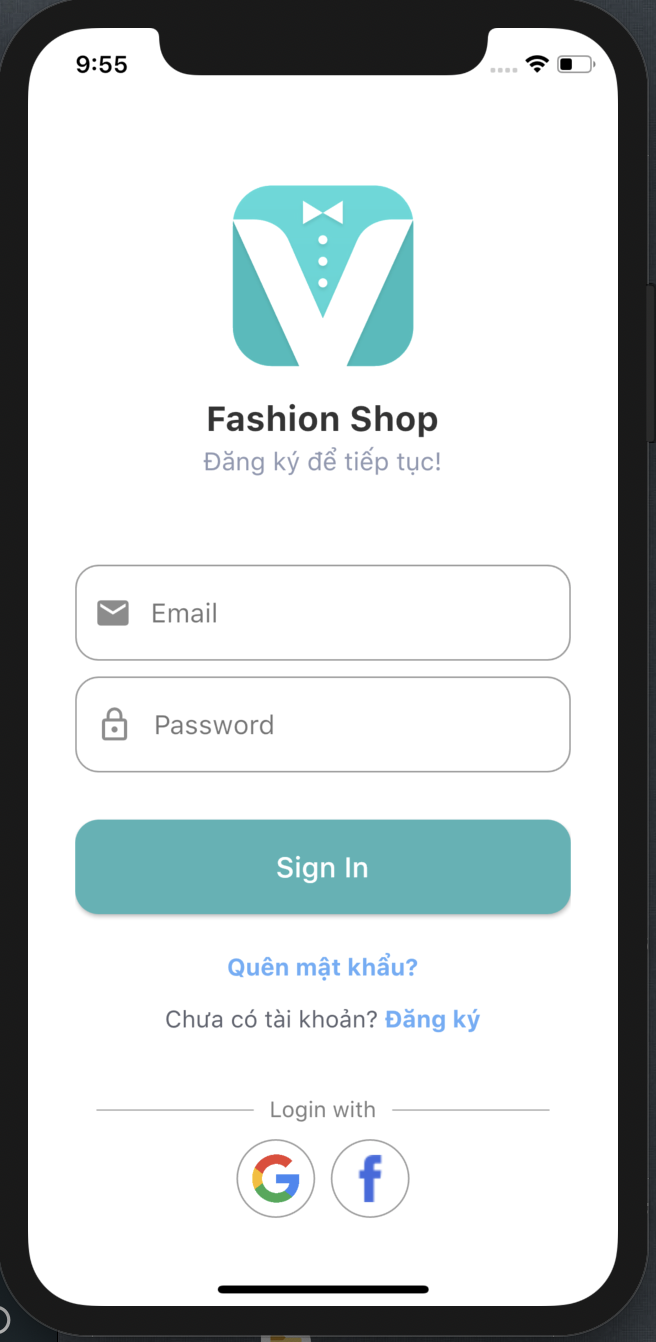 9:55
Fashion Shop
Đăng ký để tiếp tục!
Email
Password
Sign In
Quên mật khẩu?
Chưa có tài khoản? Đăng ký
Login with